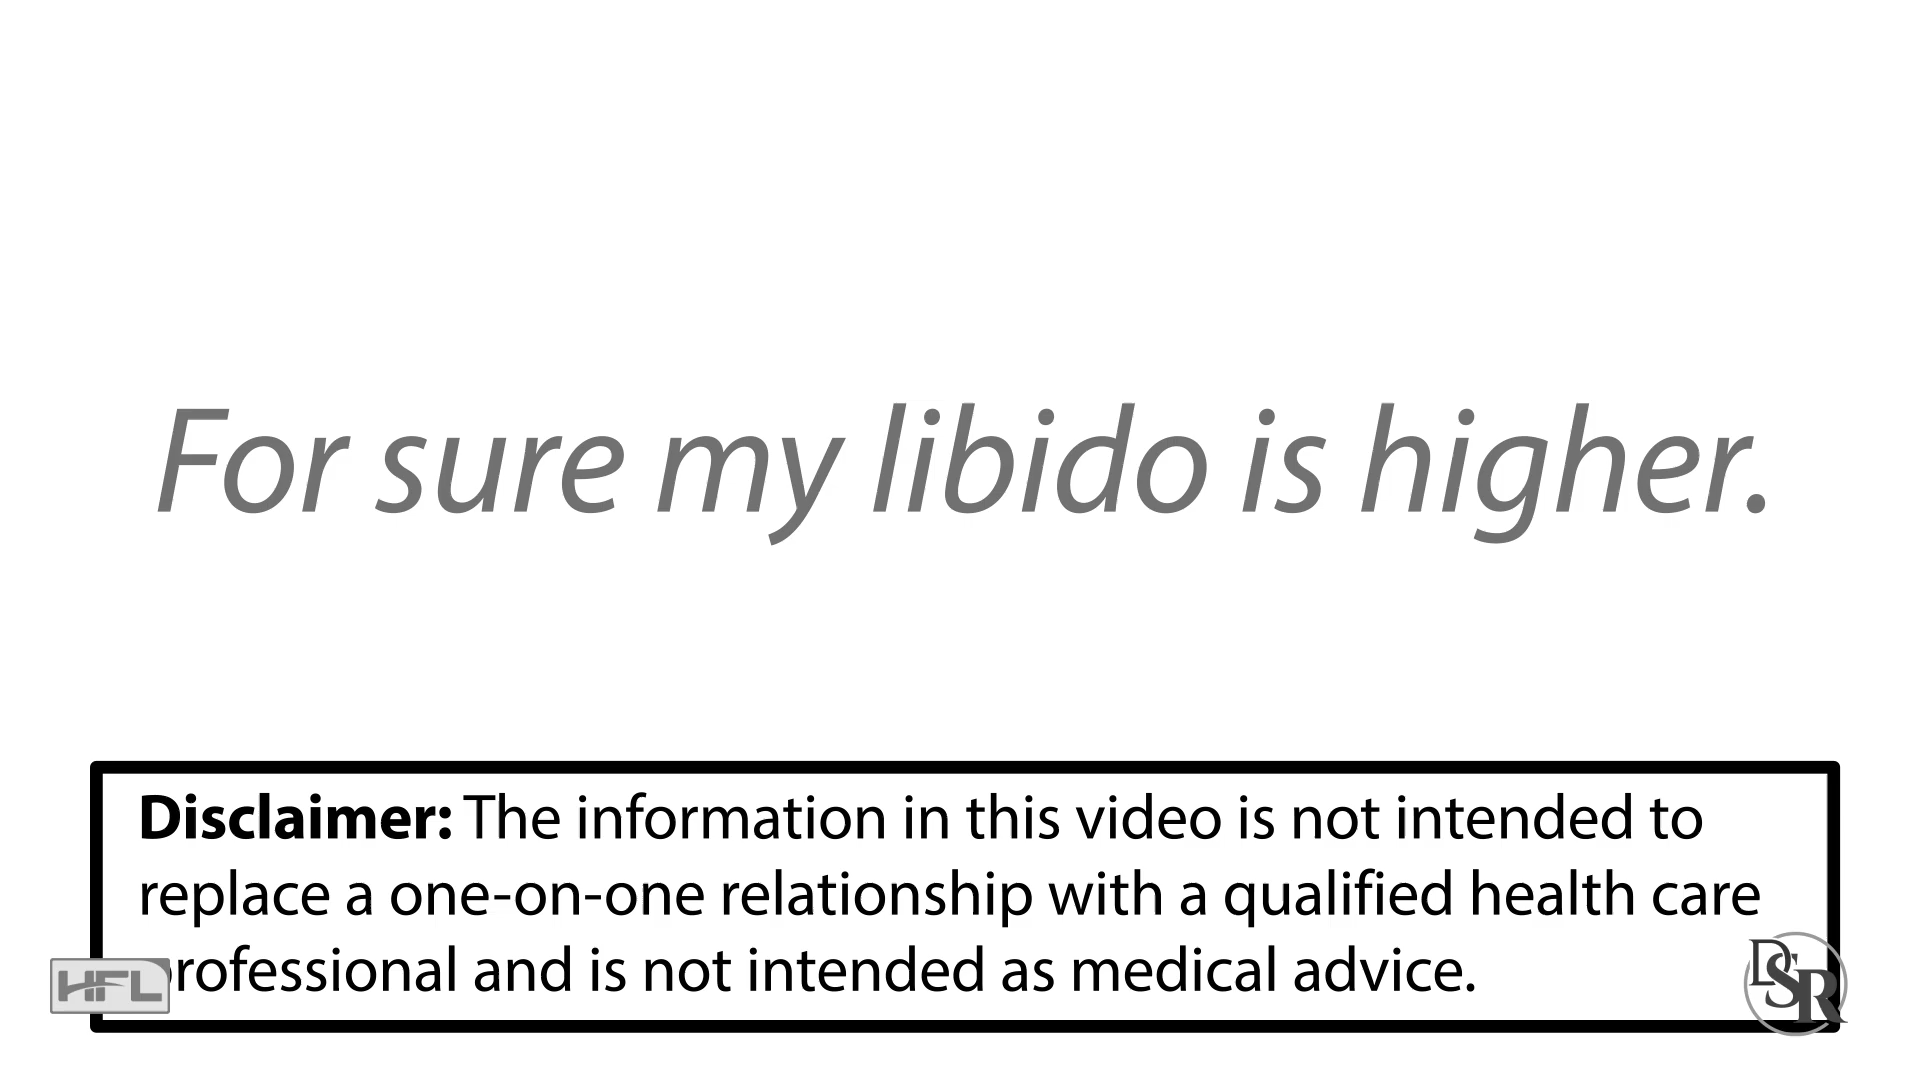 For sure my libido is higher.
Disclaimer: The information in this video is not intended to
replace a one-on-one relationship with a qualified health care
professional and is not intended as medical advice.
HFL
DSR